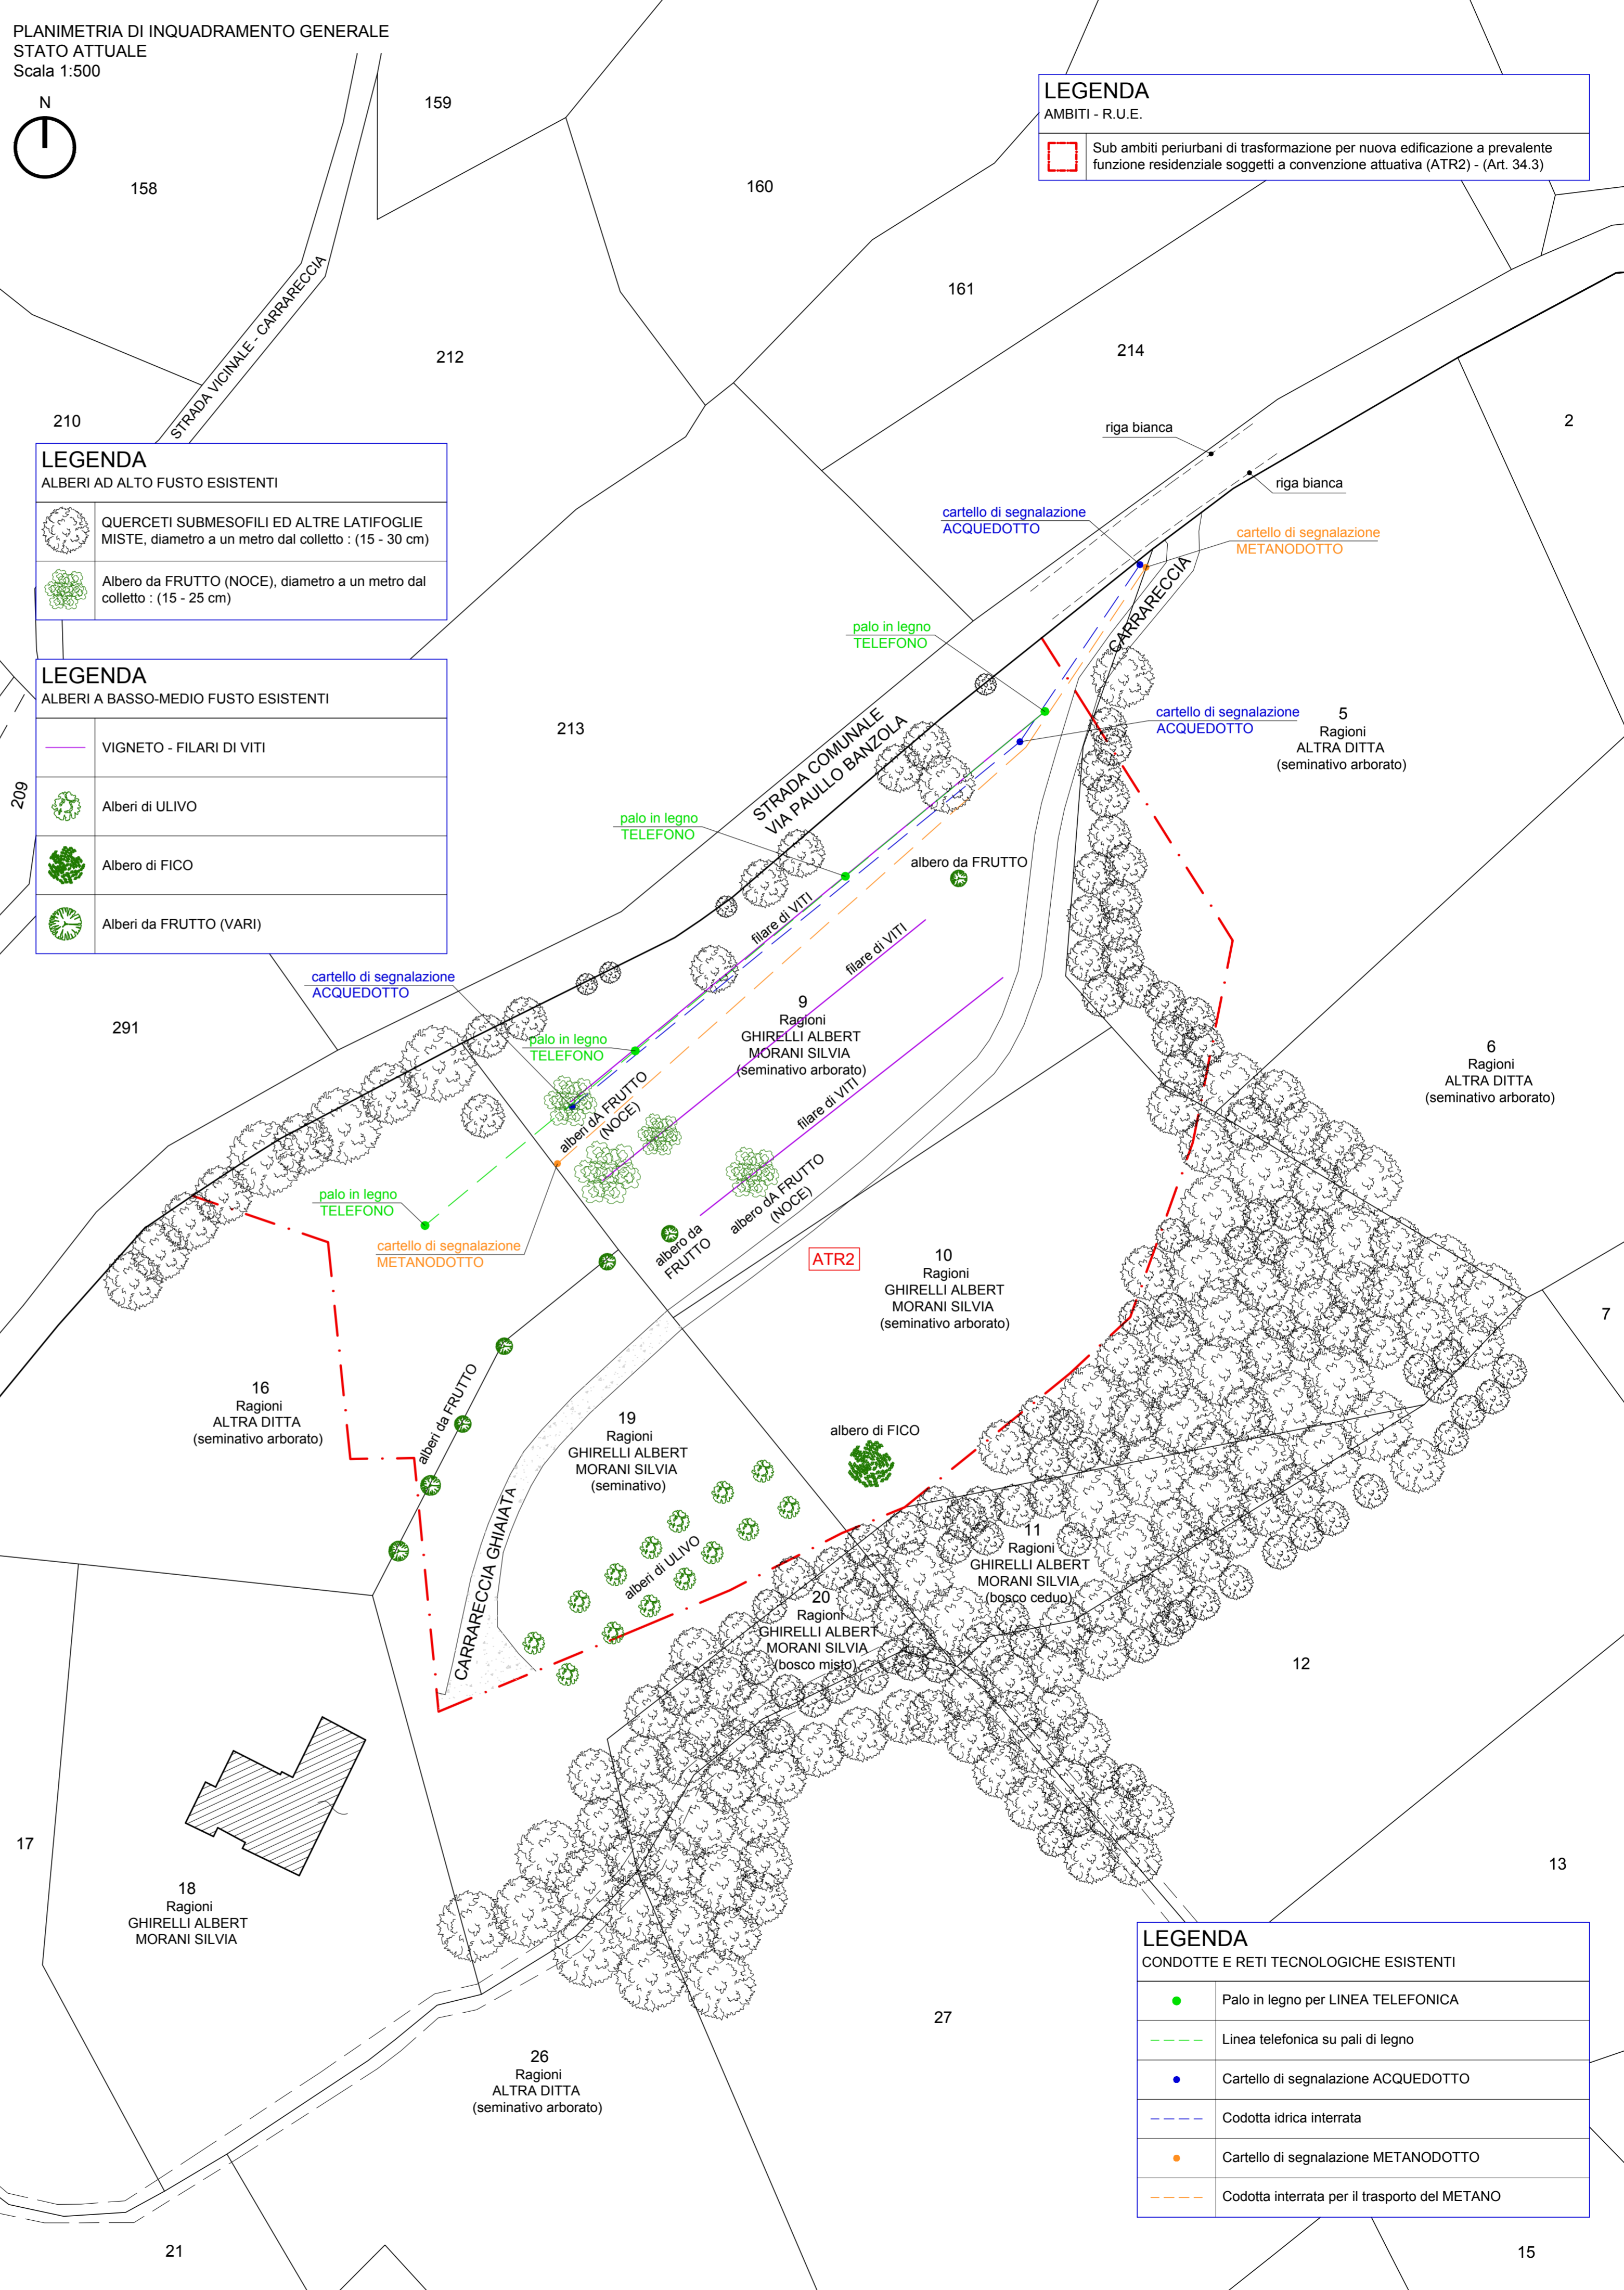 PLANIMETRIA DI INQUADRAMENTO GENERALE
STATO ATTUALE
Scala 1:500
N
159
158
160
161
212
214
210
2
213
209
291
STRADA VICINALE - CARRARECCIA
LEGENDA
AMBITI - R.U.E.
Sub ambiti periurbani di trasformazione per nuova edificazione a prevalente
funzione residenziale soggetti a convenzione attuativa (ATR2) - (Art. 34.3)
LEGENDA
ALBERI AD ALTO FUSTO ESISTENTI
QUERCETI SUBMESOFILI ED ALTRE LATIFOGLIE
MISTE, diametro a un metro dal colletto : (15 - 30 cm)
Albero da FRUTTO (NOCE), diametro a un metro dal
colletto : (15 - 25 cm)
LEGENDA
ALBERI A BASSO-MEDIO FUSTO ESISTENTI
VIGNETO - FILARI DI VITI
Alberi di ULIVO
Albero di FICO
Alberi da FRUTTO (VARI)
riga bianca
riga bianca
cartello di segnalazione
ACQUEDOTTO
cartello di segnalazione
METANODOTTO
CARRARECCIA
palo in legno
TELEFONO
cartello di segnalazione
ACQUEDOTTO
5
Ragioni
ALTRA DITTA
(seminativo arborato)
STRADA COMUNALE
VIA PAULLO BANZOLA
palo in legno
TELEFONO
albero da FRUTTO
filare di VITI
filare di VITI
filare di VITI
cartello di segnalazione
ACQUEDOTTO
9
Ragioni
GHIRELLI ALBERT
MORANI SILVIA
(seminativo arborato)
palo in legno
TELEFONO
alberi dA FRUTTO
(NOCE)
6
Ragioni
ALTRA DITTA
(seminativo arborato)
palo in legno
TELEFONO
cartello di segnalazione
METANODOTTO
albero da
FRUTTO
albero dA FRUTTO
(NOCE)
ATR2
10
Ragioni
GHIRELLI ALBERT
MORANI SILVIA
(seminativo arborato)
7
16
Ragioni
ALTRA DITTA
(seminativo arborato)
alberi da FRUTTO
19
Ragioni
GHIRELLI ALBERT
MORANI SILVIA
(seminativo)
albero di FICO
CARRARECCIA GHIAIATA
alberi di ULIVO
11
Ragioni
GHIRELLI ALBERT
MORANI SILVIA
(bosco ceduo)
20
Ragioni
GHIRELLI ALBERT
MORANI SILVIA
(bosco misto)
12
17
18
Ragioni
GHIRELLI ALBERT
MORANI SILVIA
13
27
26
Ragioni
ALTRA DITTA
(seminativo arborato)
21
15
LEGENDA
CONDOTTE E RETI TECNOLOGICHE ESISTENTI
Palo in legno per LINEA TELEFONICA
Linea telefonica su pali di legno
Cartello di segnalazione ACQUEDOTTO
Codotta idrica interrata
Cartello di segnalazione METANODOTTO
Codotta interrata per il trasporto del METANO